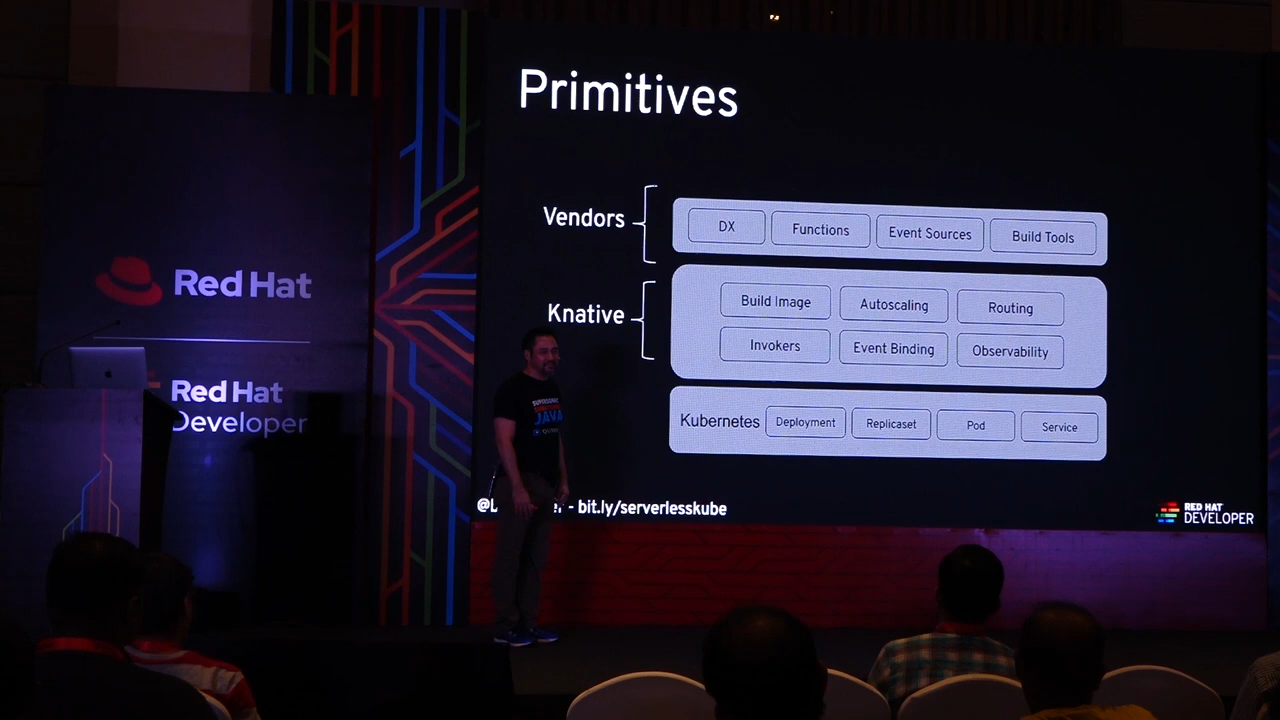 Primitives
Vendors
DX
Functions
Event Sources
Build Tools
Knative
Build Image
Autoscaling
Routing
Invokers
Event Binding
Observability
Kubernetes
Deployment
Replicaset
Pod
Service
- bit.ly/serverlesskube
RED HAT
DEVELOPER
Red Hat
Red Hat
Developer
JAVA